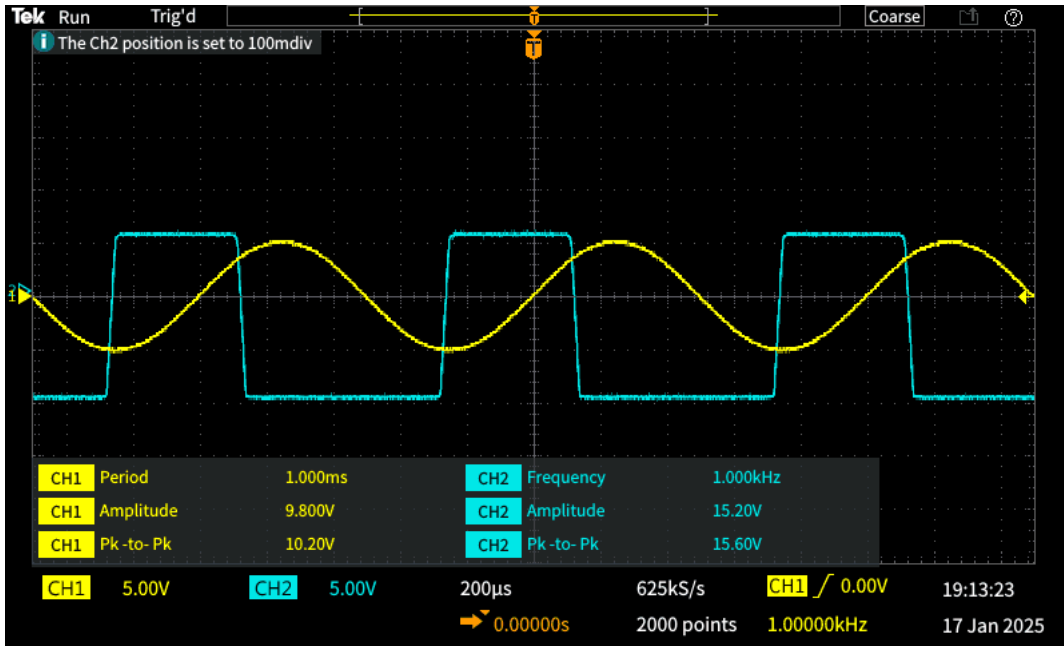 Tek Run Trig'd T Coarse
i The Ch2 position is set to 100mdiv
T
2
1
CH1 Period 1.000ms CH2 Frequency 1.000kHz
CH1 Amplitude 9.800V CH2 Amplitude 15.20V
CH1 Pk-to-Pk 10.20V CH2 Pk-to-Pk 15.60V
CH1 5.00V CH2 5.00V 200µs 625kS/s CH1 0.00V 19:13:23
0.00000s 2000 points 1.00000kHz 17 Jan 2025